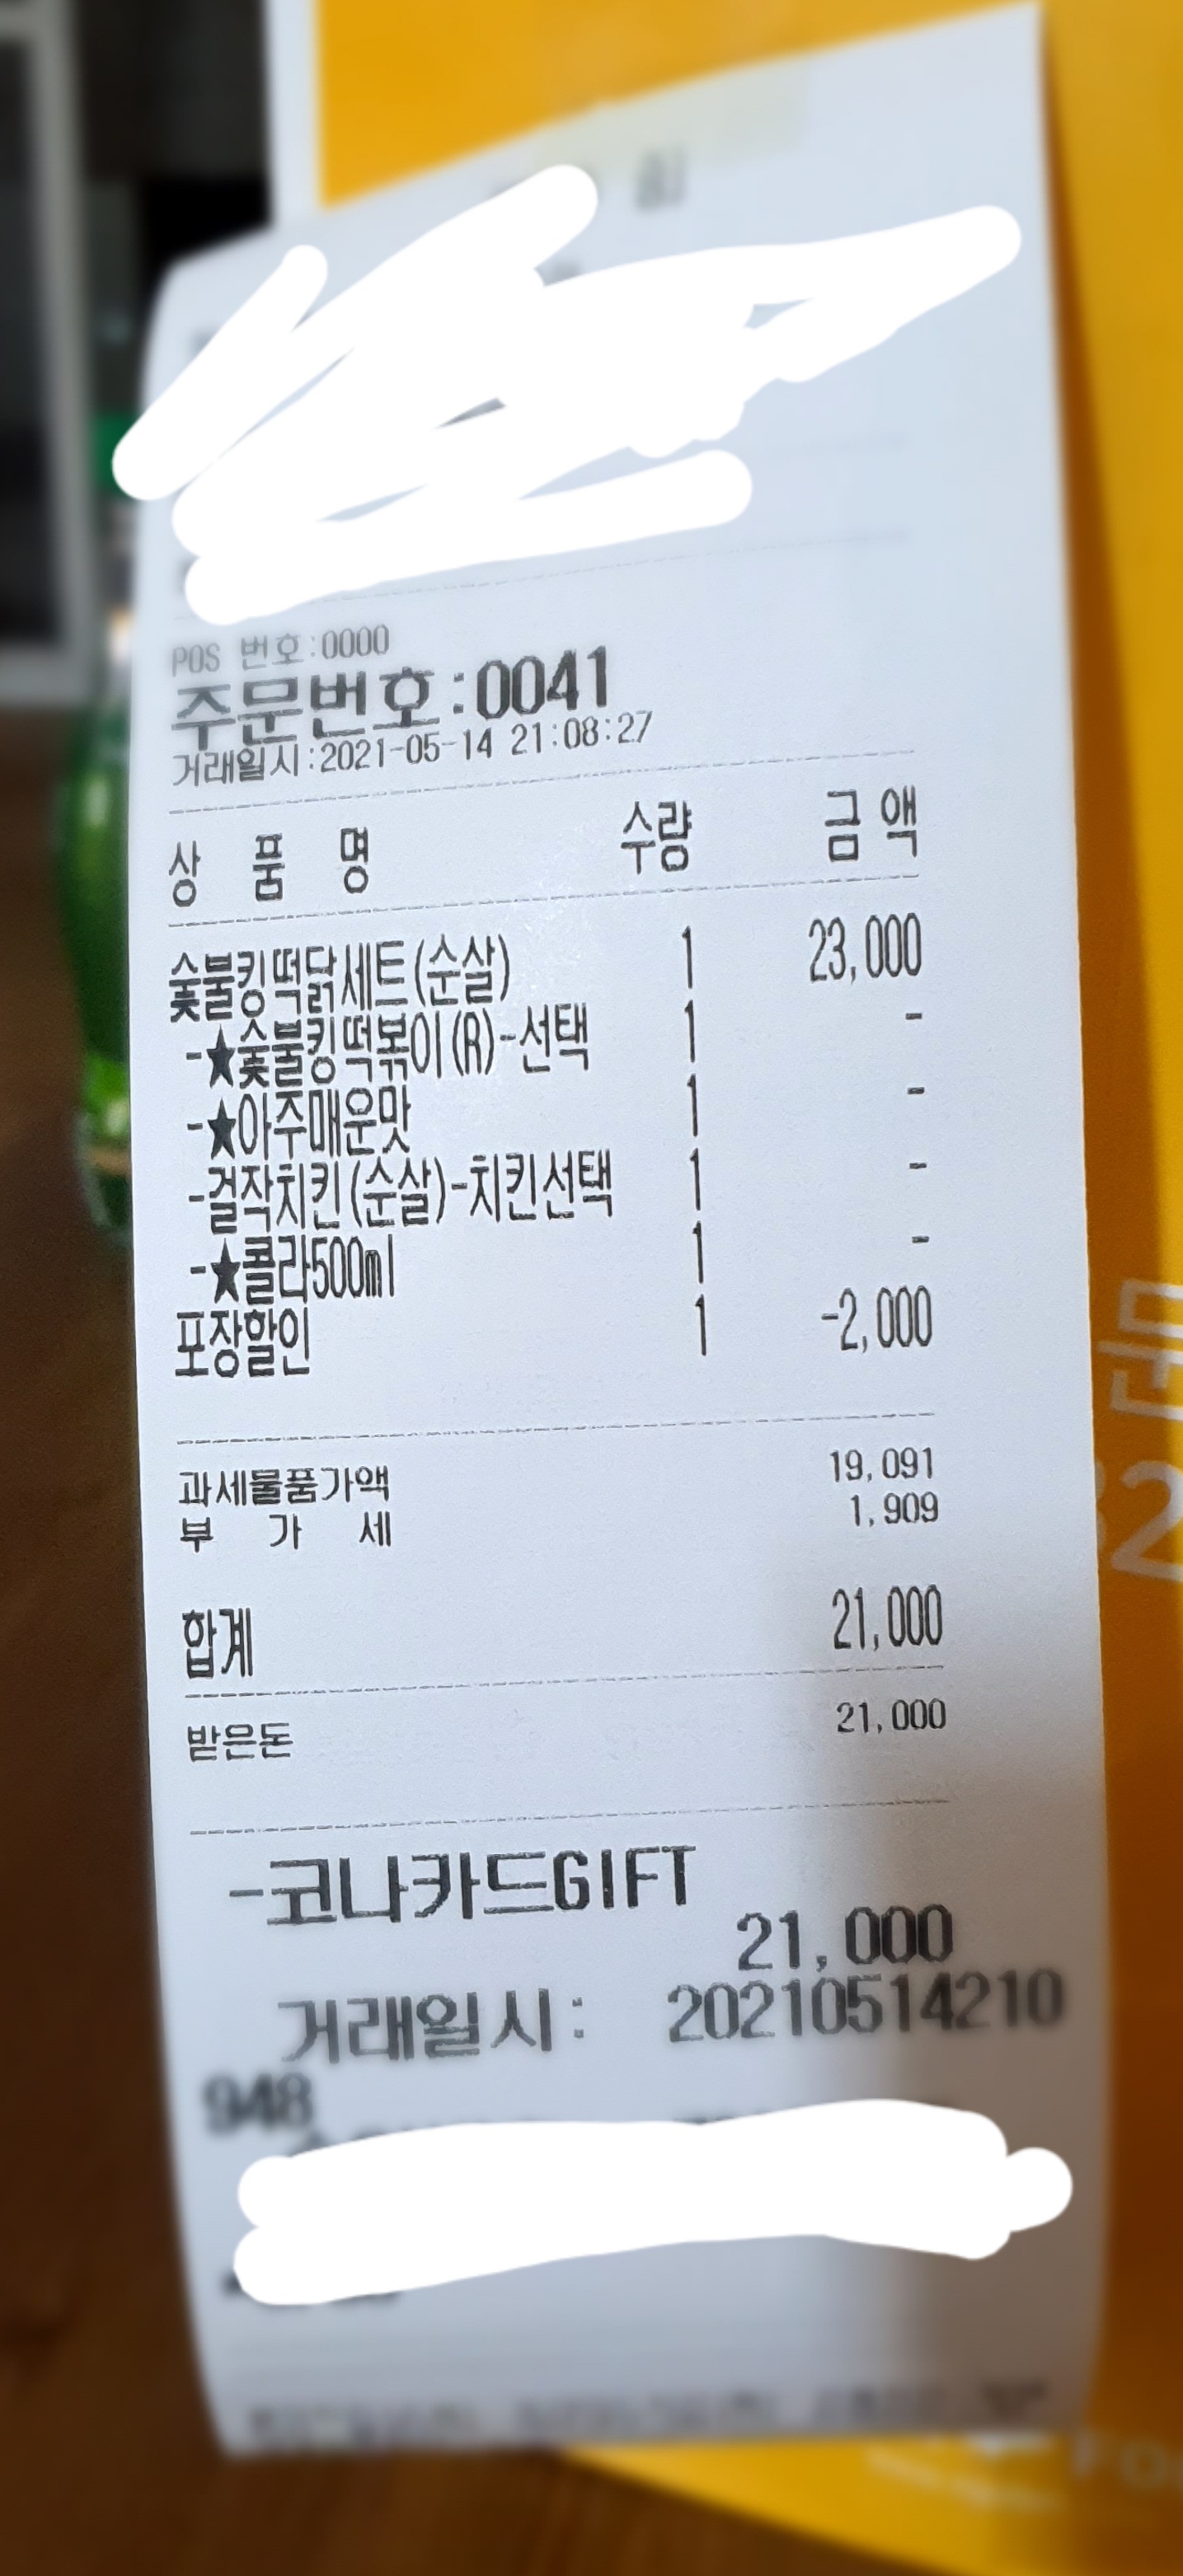 POS 번호:0000
주문번호:0041
거래일시:2021-05-14 21:08:27
상 품 명 수량 금 액
숯불킹떡닭세트(순살) 1 23,000
-★숯불킹떡볶이(R)-선택 1 -
-★아주매운맛 1 -
-걸작치킨(순살)-치킨선택 1 -
-★콜라500ml 1 -
포장할인 1 -2,000
과세물품가액 19,091
부 가 세 1,909
합계 21,000
받은돈 21,000
-코나카드GIFT
21,000
거래일시: 20210514210
948